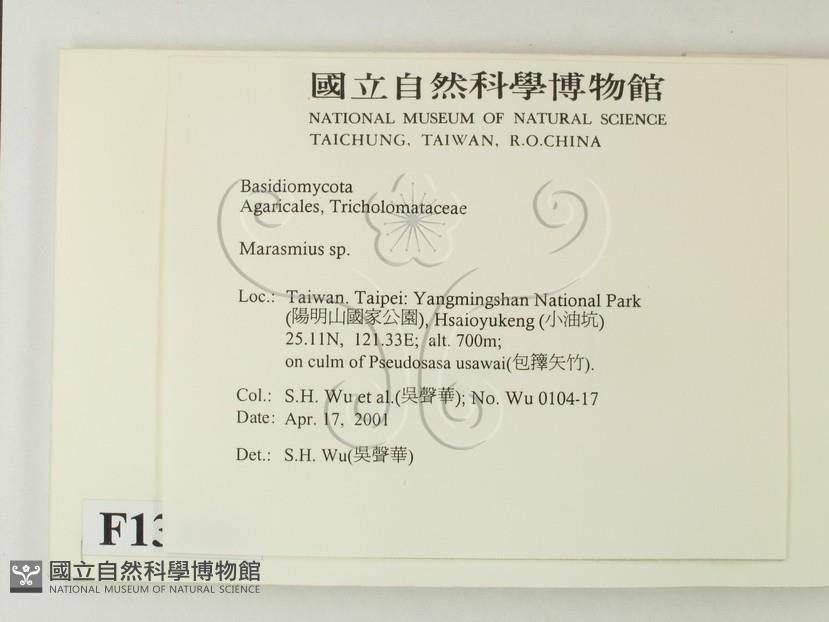 國立自然科學博物館
NATIONAL MUSEUM OF NATURAL SCIENCE
TAICHUNG, TAIWAN, R.O.CHINA
Basidiomycota
Agaricales, Tricholomataceae
Marasmius sp.
Loc.: Taiwan. Taipei: Yangmingshan National Park
(陽明山國家公園), Hsaioyukeng (小油坑)
25.11N, 121.33E; alt. 700m;
on culm of Pseudosasa usawai(包籜矢竹).
Col.: S.H. Wu et al.(吳聲華); No. Wu 0104-17
Date: Apr. 17, 2001
Det.: S.H. Wu(吳聲華)
F13
國立自然科學博物館
NATIONAL MUSEUM OF NATURAL SCIENCE